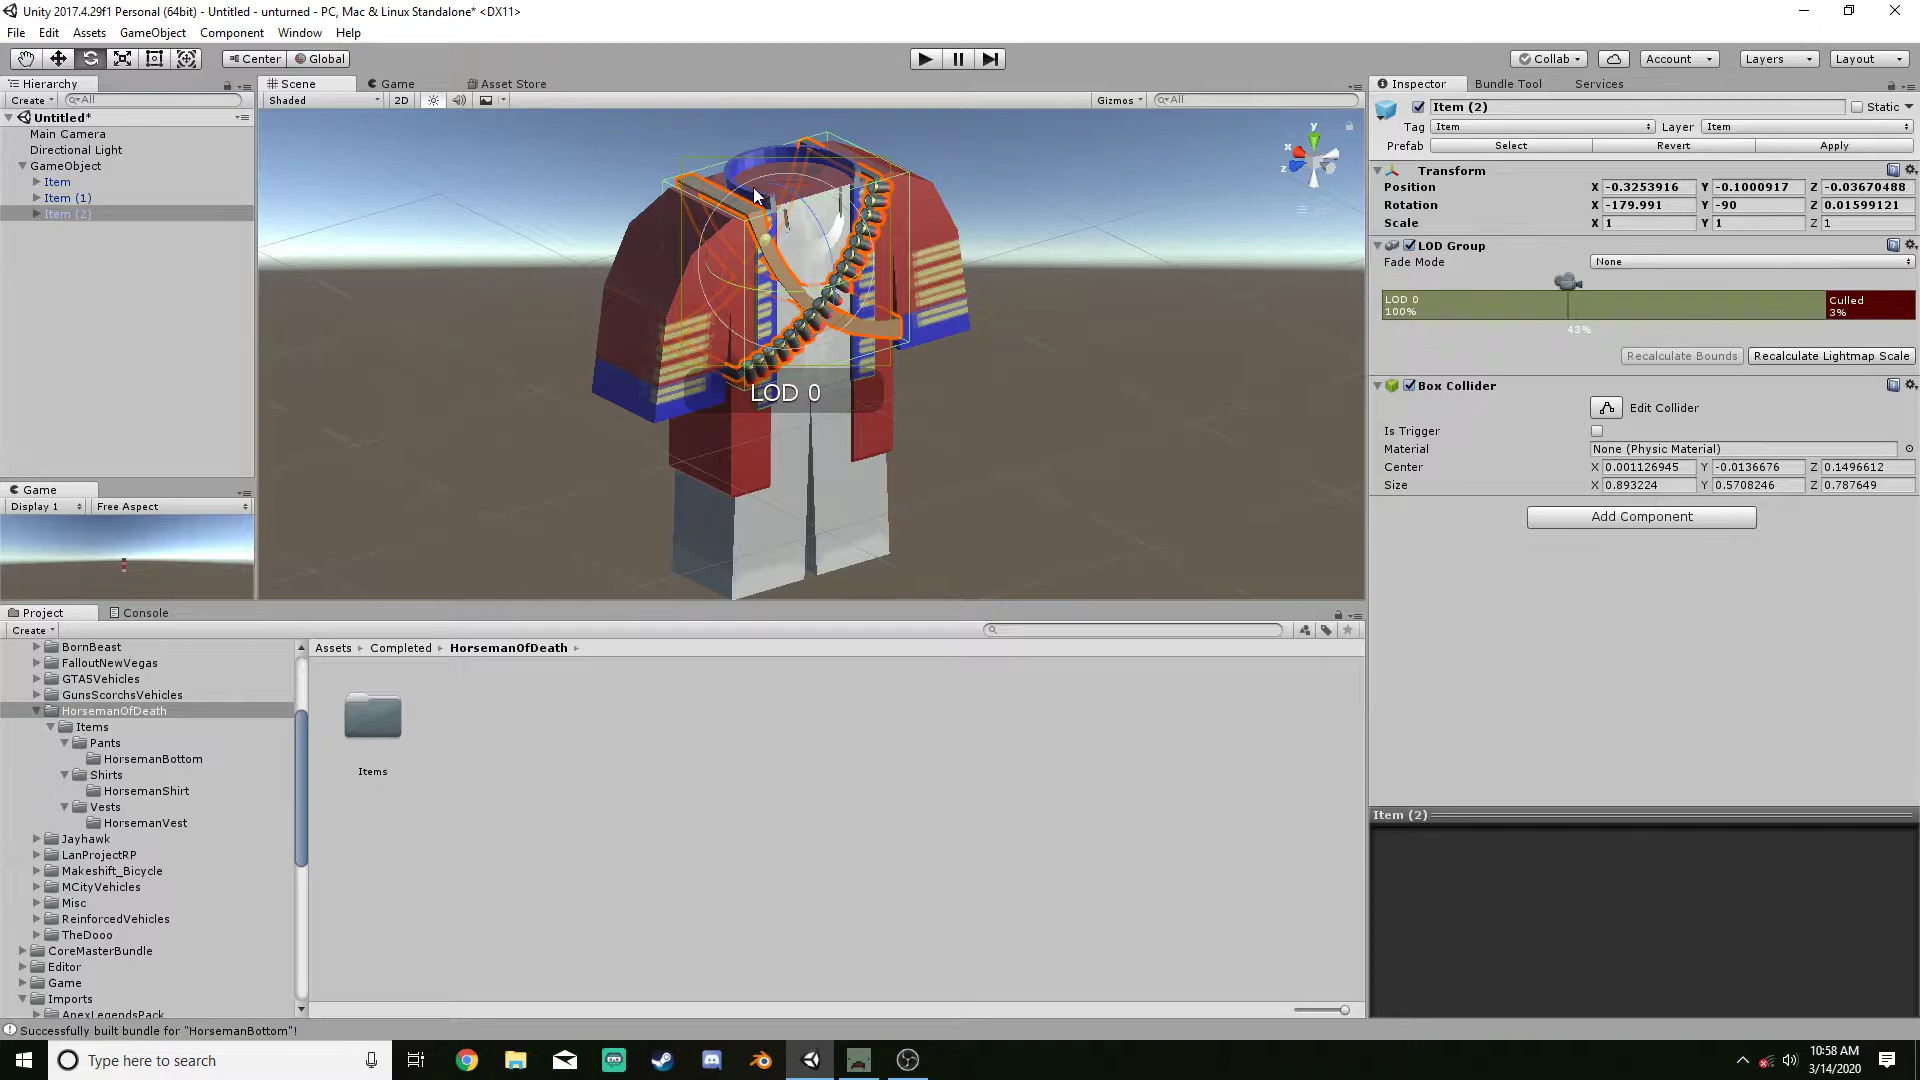 Unity 2017.4.29f1 Personal (64bit) - Untitled - unturned - PC, Mac & Linux Standalone* <DX11>
File Edit Assets GameObject Component Window Help
Center Global
Collab Account Layers Layout
Hierarchy
Create All
Untitled*
Main Camera
Directional Light
GameObject
Item
Item (1)
Item (2)
Scene Game Asset Store
Shaded 2D Gizmos All
y
x
z
LOD 0
Inspector Bundle Tool Services
Item (2) Static
Tag Item Layer Item
Prefab Select Revert Apply
Transform
Position X -0.3253916 Y -0.1000917 Z -0.03670488
Rotation X -179.991 Y -90 Z 0.01599121
Scale X 1 Y 1 Z 1
LOD Group
Fade Mode None
LOD 0
100%
Culled
3%
43%
Recalculate Bounds Recalculate Lightmap Scale
Box Collider
Edit Collider
Is Trigger
Material None (Physic Material)
Center X 0.001126945 Y -0.0136676 Z 0.1496612
Size X 0.893224 Y 0.5708246 Z 0.787649
Add Component
Item (2)
Game
Display 1 Free Aspect
Project Console
Create
BornBeast
FalloutNewVegas
GTA5Vehicles
GunsScorchsVehicles
HorsemanOfDeath
Items
Pants
HorsemanBottom
Shirts
HorsemanShirt
Vests
HorsemanVest
Jayhawk
LanProjectRP
Makeshift_Bicycle
MCityVehicles
Misc
ReinforcedVehicles
TheDooo
CoreMasterBundle
Editor
Game
Imports
ApexLegendsPack
Assets Completed HorsemanOfDeath
Items
Successfully built bundle for "HorsemanBottom"!
Type here to search
10:58 AM
3/14/2020